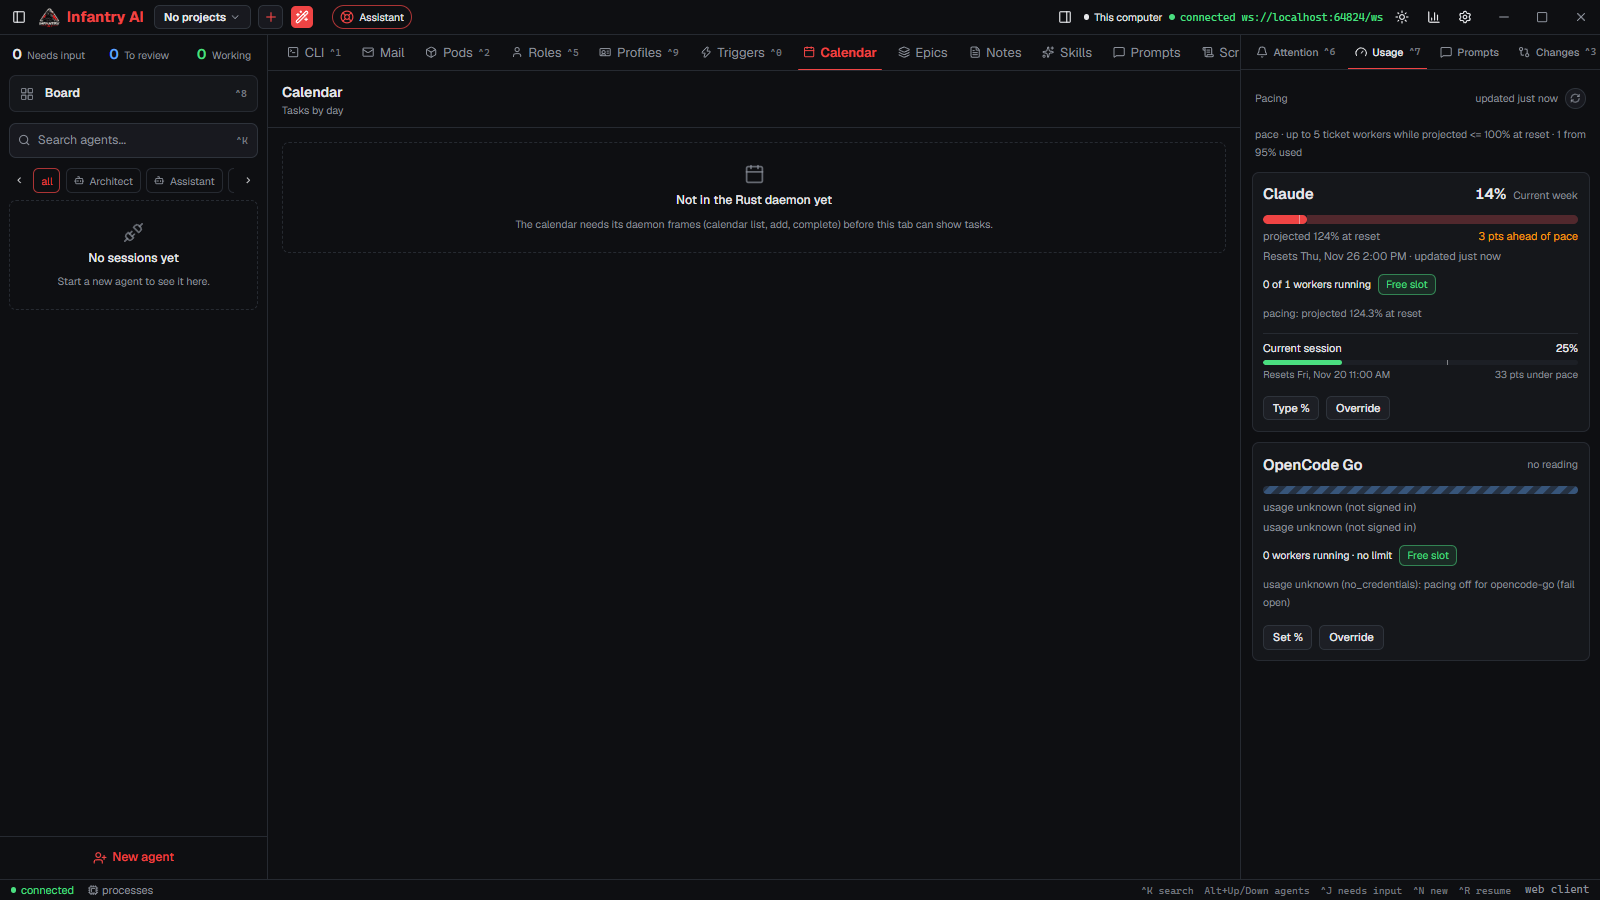 Infantry AI
No projects
Assistant
This computer
connected ws://localhost:64824/ws
0 Needs input
0 To review
0 Working
CLI ^1
Mail
Pods ^2
Roles ^5
Profiles ^9
Triggers ^0
Calendar
Epics
Notes
Skills
Prompts
Scr
Attention ^6
Usage ^7
Prompts
Changes ^3
Board ^8
Search agents... ^K
all
Architect
Assistant
No sessions yet
Start a new agent to see it here.
New agent
Calendar
Tasks by day
Not in the Rust daemon yet
The calendar needs its daemon frames (calendar list, add, complete) before this tab can show tasks.
Pacing
updated just now
pace · up to 5 ticket workers while projected <= 100% at reset · 1 from
95% used
Claude
14% Current week
projected 124% at reset
3 pts ahead of pace
Resets Thu, Nov 26 2:00 PM · updated just now
0 of 1 workers running
Free slot
pacing: projected 124.3% at reset
Current session
25%
Resets Fri, Nov 20 11:00 AM
33 pts under pace
Type %
Override
OpenCode Go
no reading
usage unknown (not signed in)
usage unknown (not signed in)
0 workers running · no limit
Free slot
usage unknown (no_credentials): pacing off for opencode-go (fail
open)
Set %
Override
connected
processes
^K search
Alt+Up/Down agents
^J needs input
^N new
^R resume
web client